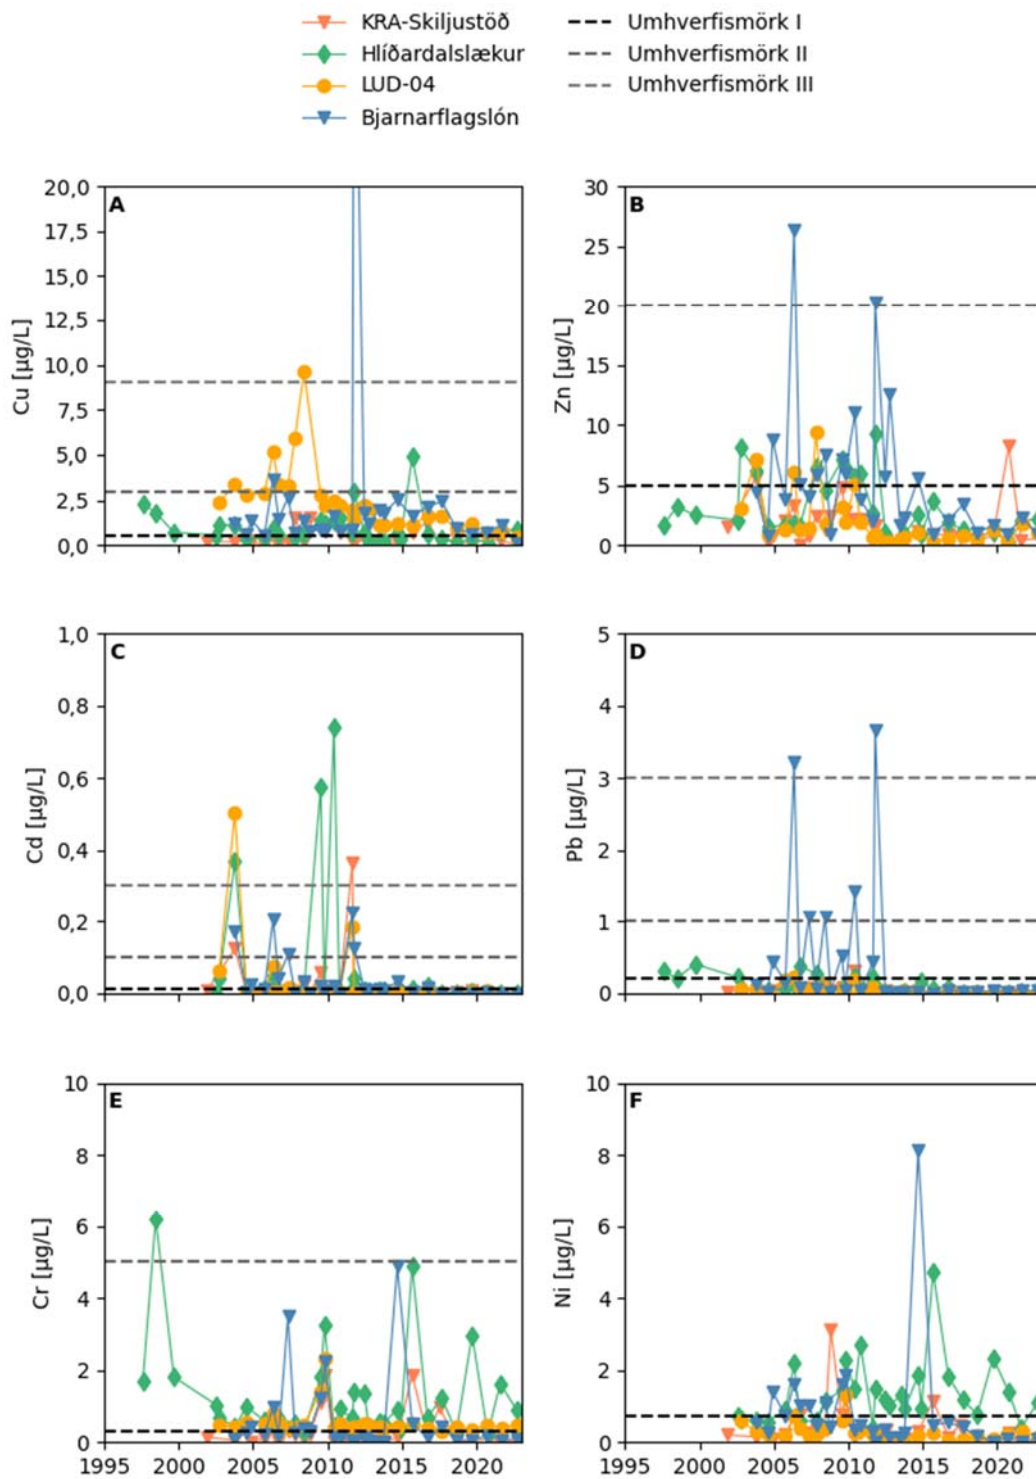 KRA-Skiljustöð
Hlíðardalslækur
LUD-04
Bjarnarflagslón
Umhverfismörk I
Umhverfismörk II
Umhverfismörk III
A
20,0
17,5
15,0
12,5
10,0
7,5
5,0
2,5
0,0
Cu [µg/L]
B
30
25
20
15
10
5
0
Zn [µg/L]
C
1,0
0,8
0,6
0,4
0,2
0,0
Cd [µg/L]
D
5
4
3
2
1
0
Pb [µg/L]
E
10
8
6
4
2
0
Cr [µg/L]
1995 2000 2005 2010 2015 2020
F
10
8
6
4
2
0
Ni [µg/L]
1995 2000 2005 2010 2015 2020